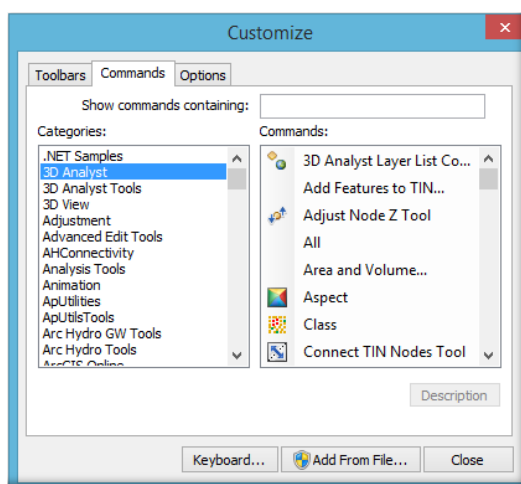 Customize
Toolbars Commands Options
Show commands containing:
Categories:
.NET Samples
3D Analyst
3D Analyst Tools
3D View
Adjustment
Advanced Edit Tools
AHConnectivity
Analysis Tools
Animation
ApUtilities
ApUtilsTools
Arc Hydro GW Tools
Arc Hydro Tools
ArcGIS Online
Commands:
3D Analyst Layer List Co...
Add Features to TIN...
Adjust Node Z Tool
All
Area and Volume...
Aspect
Class
Connect TIN Nodes Tool
Description
Keyboard... Add From File... Close